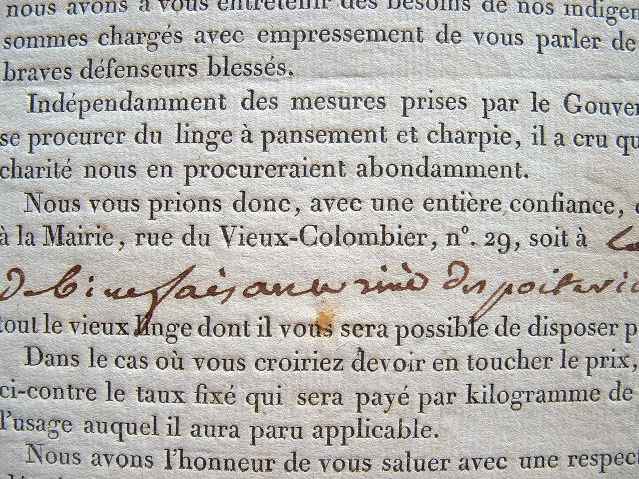 nous avons à vous entretenir des besoins de nos indigen
sommes chargés avec empressement de vous parler de
braves défenseurs blessés.
Indépendamment des mesures prises par le Gouver
se procurer du linge à pansement et charpie, il a cru qu
charité nous en procureraient abondamment.
Nous vous prions donc, avec une entière confiance,
à la Mairie, rue du Vieux-Colombier, n°. 29, soit à
tout le vieux linge dont il vous sera possible de disposer p
Dans le cas où vous croiriez devoir en toucher le prix,
ci-contre le taux fixé qui sera payé par kilogramme de
l'usage auquel il aura paru applicable.
Nous avons l'honneur de vous saluer avec une respect